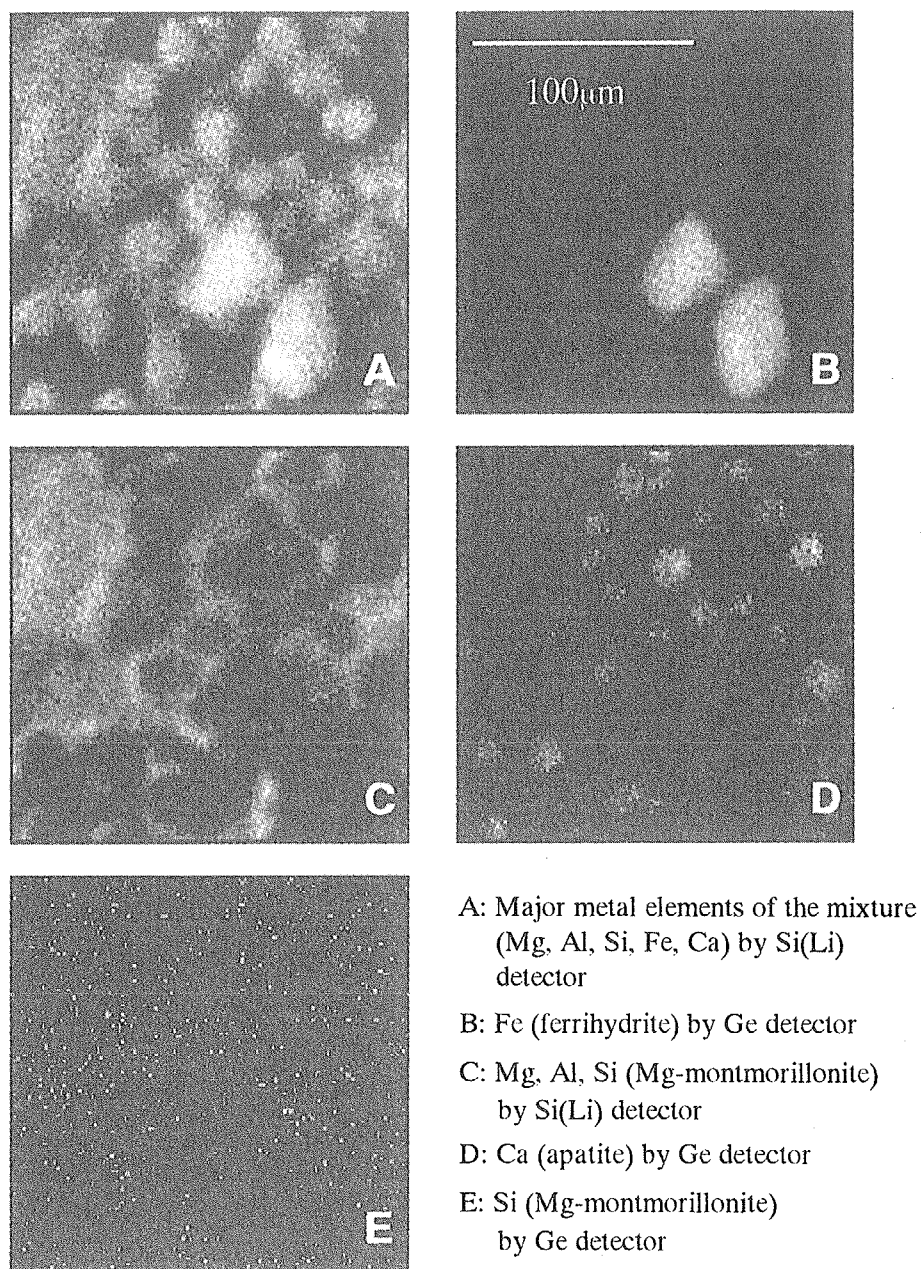 A
100µm
B
C
D
E
A: Major metal elements of the mixture
(Mg, Al, Si, Fe, Ca) by Si(Li)
detector
B: Fe (ferrihydrite) by Ge detector
C: Mg, Al, Si (Mg-montmorillonite)
by Si(Li) detector
D: Ca (apatite) by Ge detector
E: Si (Mg-montmorillonite)
by Ge detector